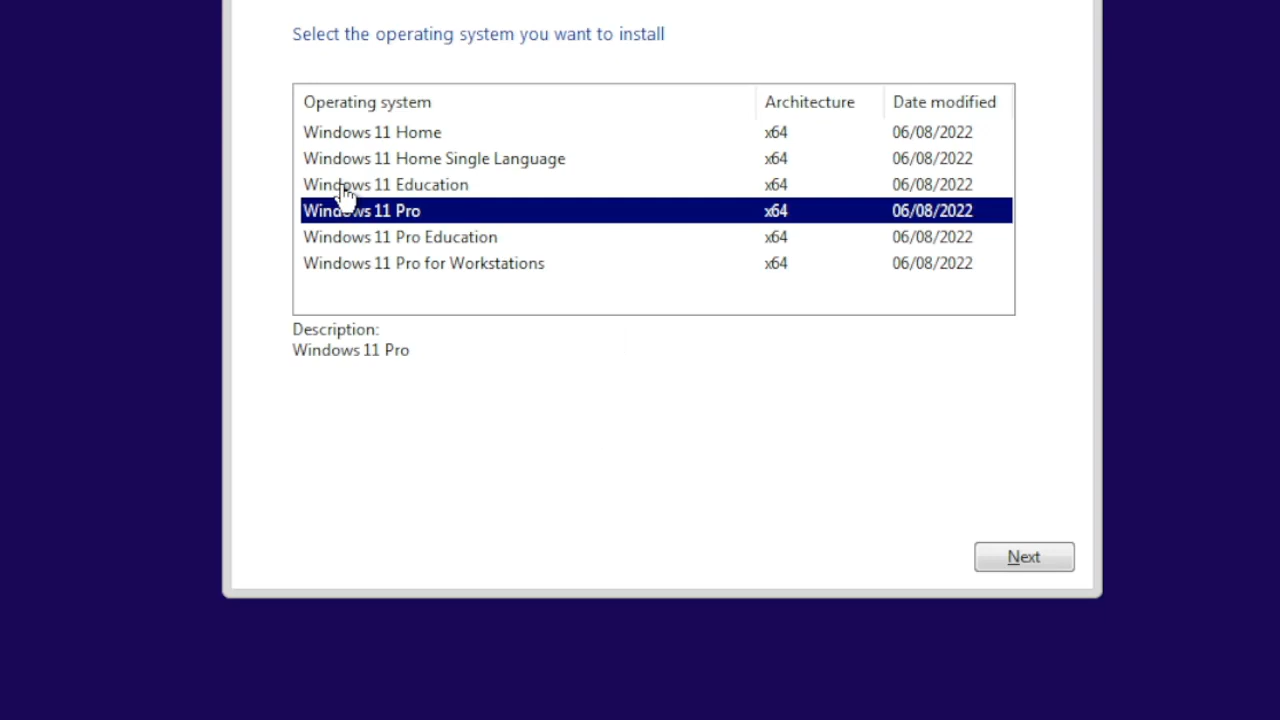 Select the operating system you want to install
Operating system Architecture Date modified
Windows 11 Home x64 06/08/2022
Windows 11 Home Single Language x64 06/08/2022
Windows 11 Education x64 06/08/2022
Windows 11 Pro x64 06/08/2022
Windows 11 Pro Education x64 06/08/2022
Windows 11 Pro for Workstations x64 06/08/2022
Description:
Windows 11 Pro
Next